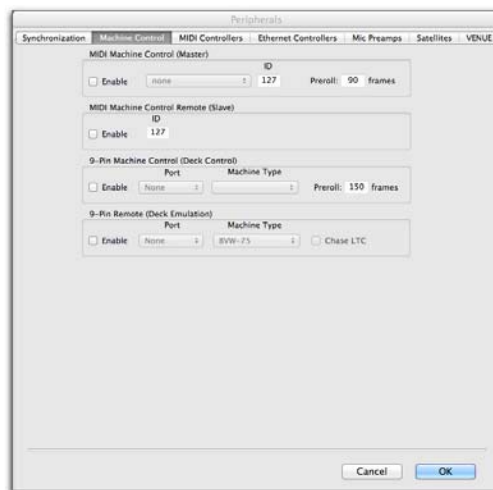 Peripherals
Synchronization Machine Control MIDI Controllers Ethernet Controllers Mic Preamps Satellites VENUE
MIDI Machine Control (Master)
ID
Enable none 127 Preroll: 90 frames
MIDI Machine Control Remote (Slave)
ID
Enable 127
9-Pin Machine Control (Deck Control)
Port Machine Type
Enable None Preroll: 150 frames
9-Pin Remote (Deck Emulation)
Port Machine Type
Enable None BVW-75 Chase LTC
Cancel OK